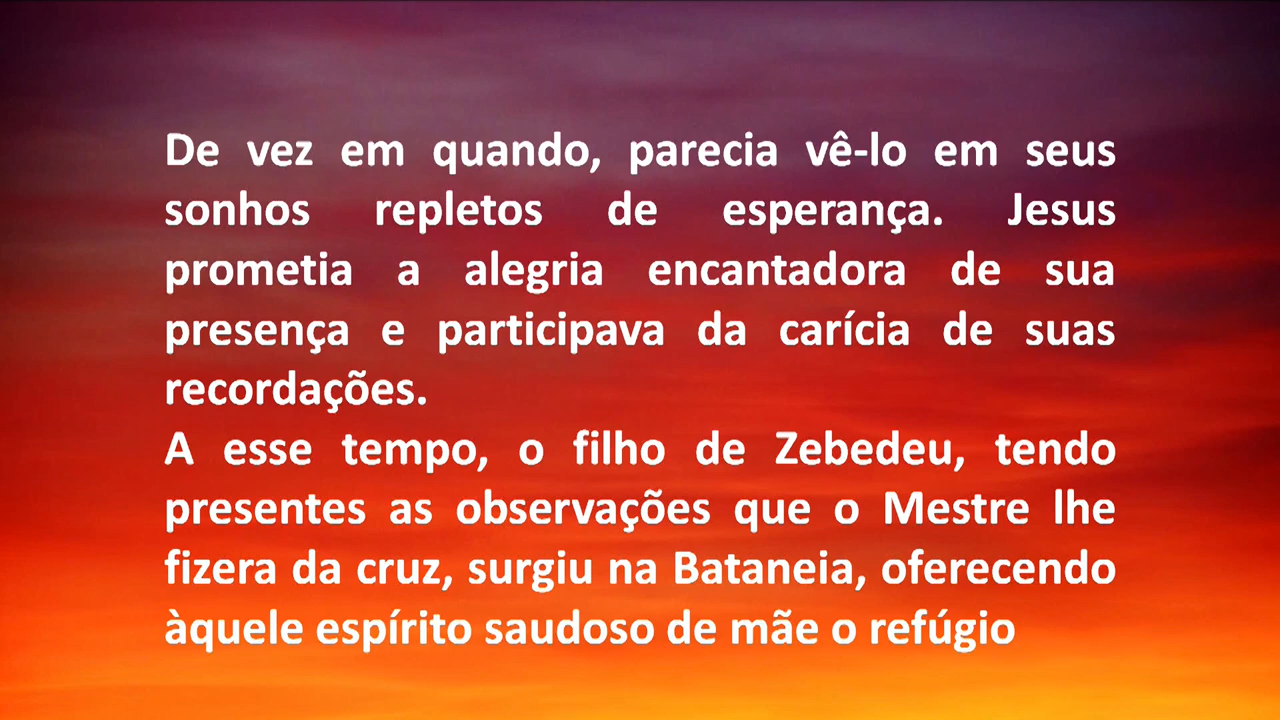 De vez em quando, parecia vê-lo em seus
sonhos repletos de esperança. Jesus
prometia a alegria encantadora de sua
presença e participava da carícia de suas
recordações.
A esse tempo, o filho de Zebedeu, tendo
presentes as observações que o Mestre lhe
fizera da cruz, surgiu na Bataneia, oferecendo
àquele espírito saudoso de mãe o refúgio